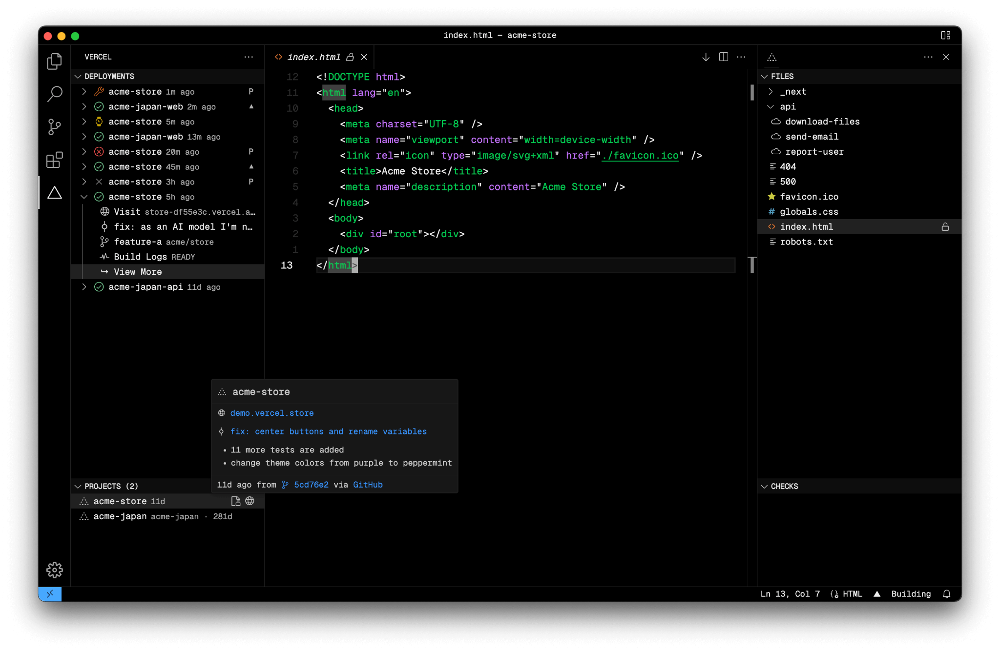 index.html — acme-store
VERCEL
DEPLOYMENTS
acme-store 1m ago P
acme-japan-web 2m ago ▲
acme-store 5m ago
acme-japan-web 13m ago
acme-store 20m ago P
acme-store 45m ago ▲
acme-store 3h ago P
acme-store 5h ago
Visit store-df55e3c.vercel.a…
fix: as an AI model I'm n…
feature-a acme/store
Build Logs READY
View More
acme-japan-api 11d ago
PROJECTS (2)
acme-store 11d
acme-japan acme-japan · 281d
index.html
12 <!DOCTYPE html>
11 <html lang="en">
10 <head>
9 <meta charset="UTF-8" />
8 <meta name="viewport" content="width=device-width" />
7 <link rel="icon" type="image/svg+xml" href="./favicon.ico" />
6 <title>Acme Store</title>
5 <meta name="description" content="Acme Store" />
4 </head>
3 <body>
2 <div id="root"></div>
1 </body>
13 </html>
acme-store
demo.vercel.store
fix: center buttons and rename variables
• 11 more tests are added
• change theme colors from purple to peppermint
11d ago from 5cd76e2 via GitHub
FILES
_next
api
download-files
send-email
report-user
404
500
favicon.ico
# globals.css
index.html
robots.txt
CHECKS
Ln 13, Col 7 HTML ▲ Building